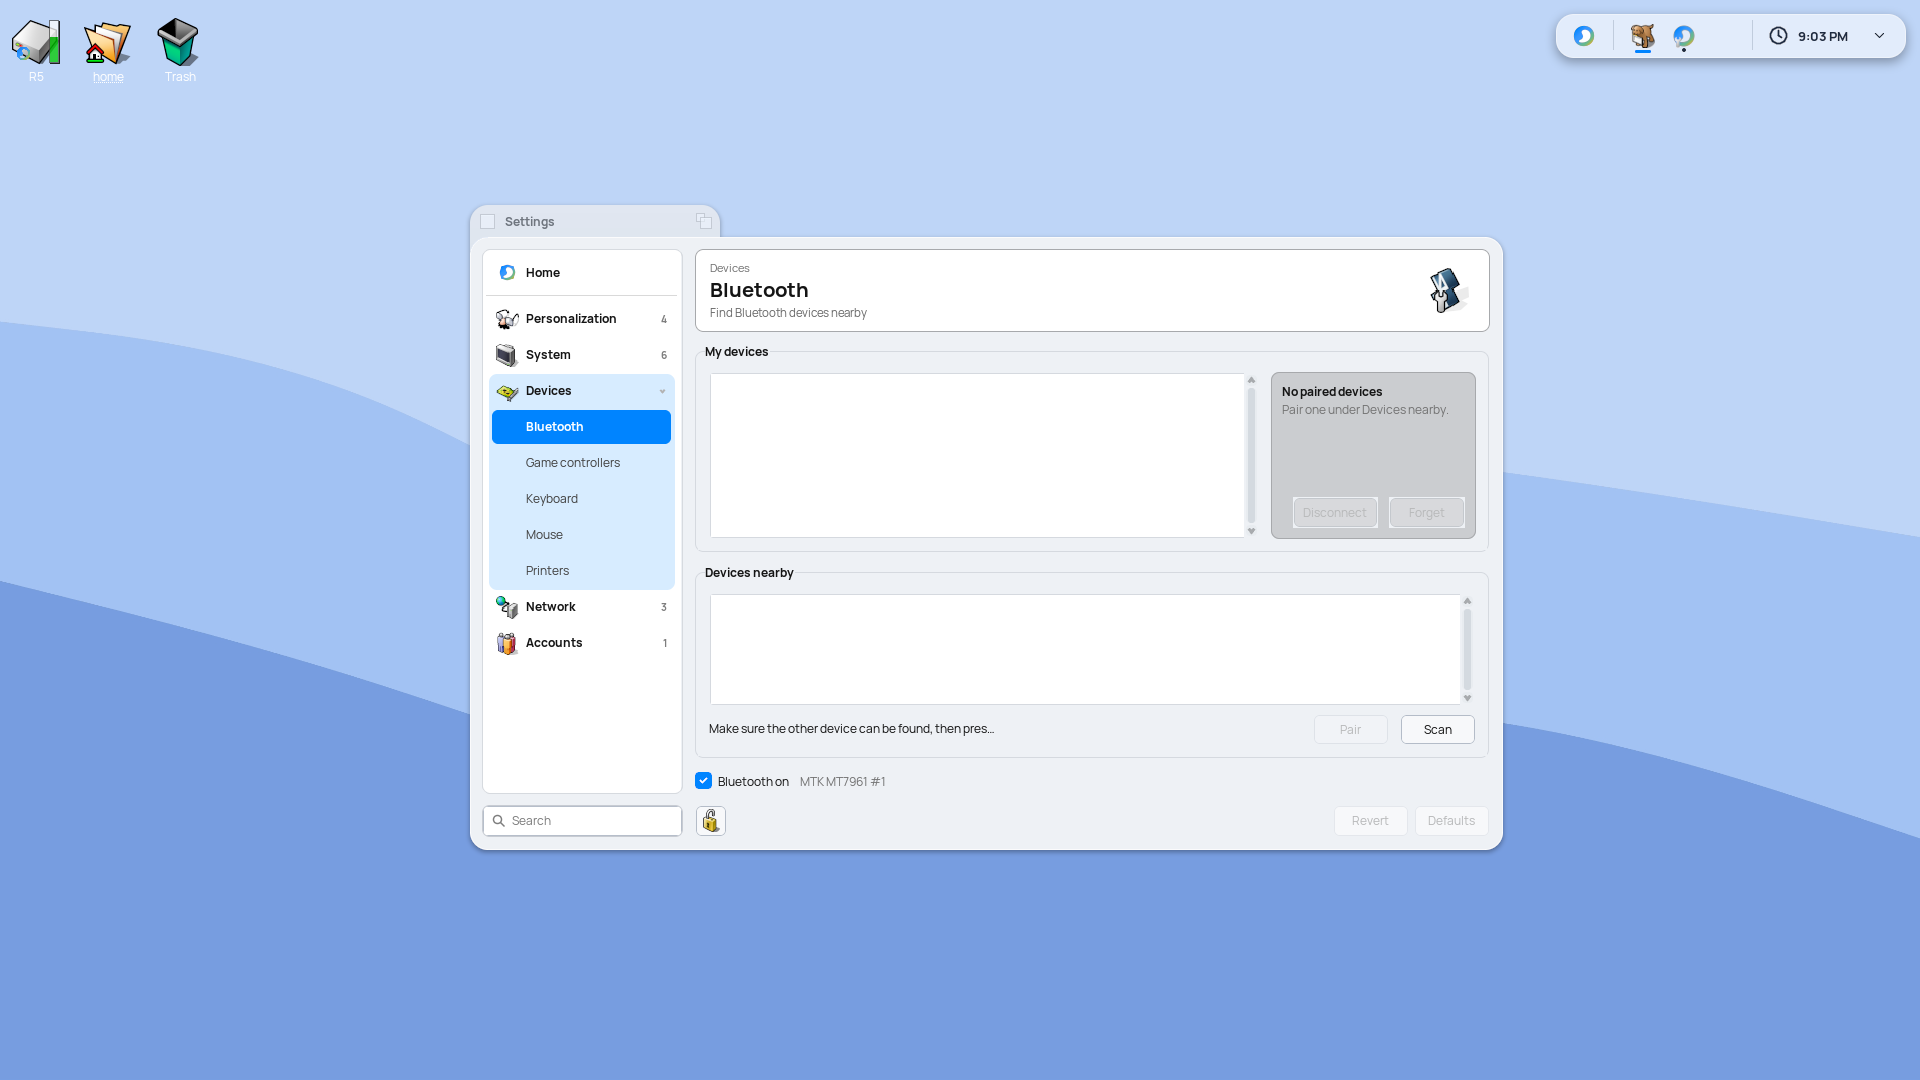 R5
home
Trash
9:03 PM
Settings
Home
Personalization 4
System 6
Devices
Bluetooth
Game controllers
Keyboard
Mouse
Printers
Network 3
Accounts 1
Search
Devices
Bluetooth
Find Bluetooth devices nearby
My devices
No paired devices
Pair one under Devices nearby.
Disconnect Forget
Devices nearby
Make sure the other device can be found, then pres...
Pair Scan
Bluetooth on MTK MT7961 #1
Revert Defaults